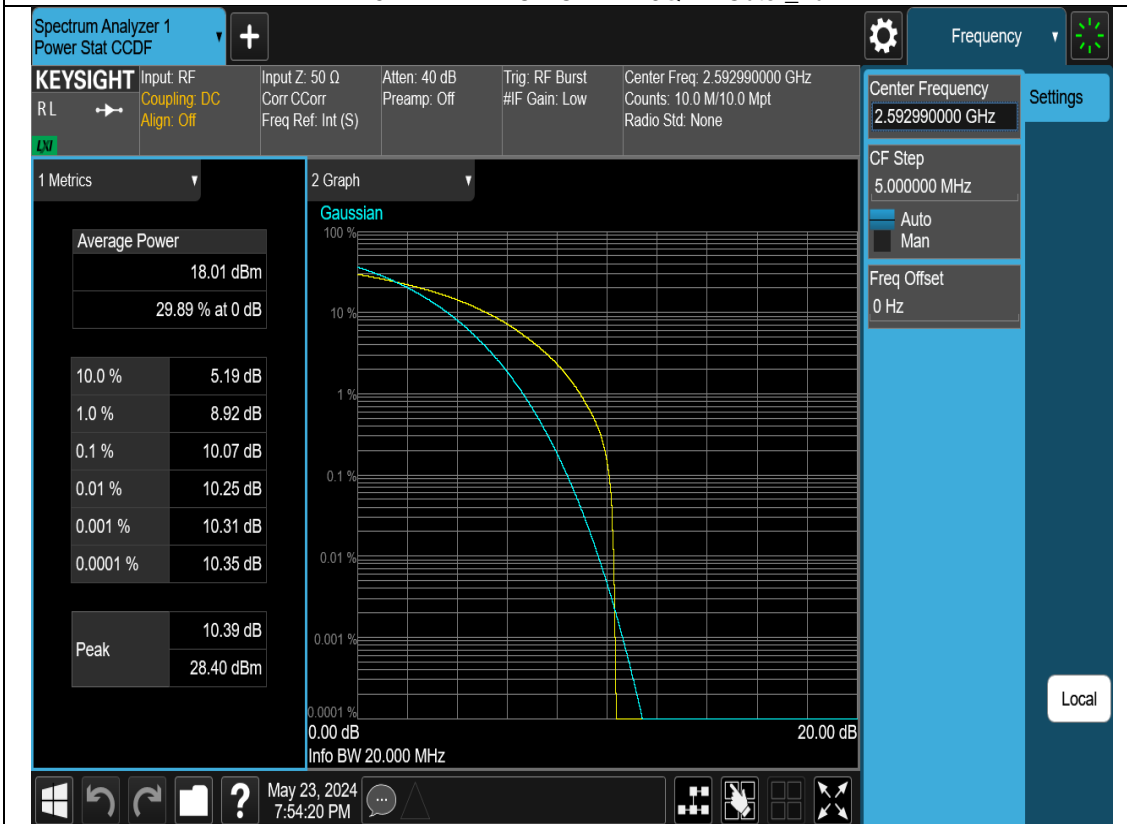 Spectrum Analyzer 1
Power Stat CCDF
Frequency
KEYSIGHT
R L
LXI
Input: RF
Coupling: DC
Align: Off
Input Z: 50 Ω
Corr CCorr
Freq Ref: Int (S)
Atten: 40 dB
Preamp: Off
Trig: RF Burst
#IF Gain: Low
Center Freq: 2.592990000 GHz
Counts: 10.0 M/10.0 Mpt
Radio Std: None
Center Frequency
2.592990000 GHz
Settings
CF Step
5.000000 MHz
Auto
Man
Freq Offset
0 Hz
1 Metrics
Average Power
18.01 dBm
29.89 % at 0 dB
10.0 % 5.19 dB
1.0 % 8.92 dB
0.1 % 10.07 dB
0.01 % 10.25 dB
0.001 % 10.31 dB
0.0001 % 10.35 dB
Peak 10.39 dB
28.40 dBm
2 Graph
Gaussian
100 %
10 %
1 %
0.1 %
0.01 %
0.001 %
0.0001 %
0.00 dB 20.00 dB
Info BW 20.000 MHz
Local
May 23, 2024
7:54:20 PM